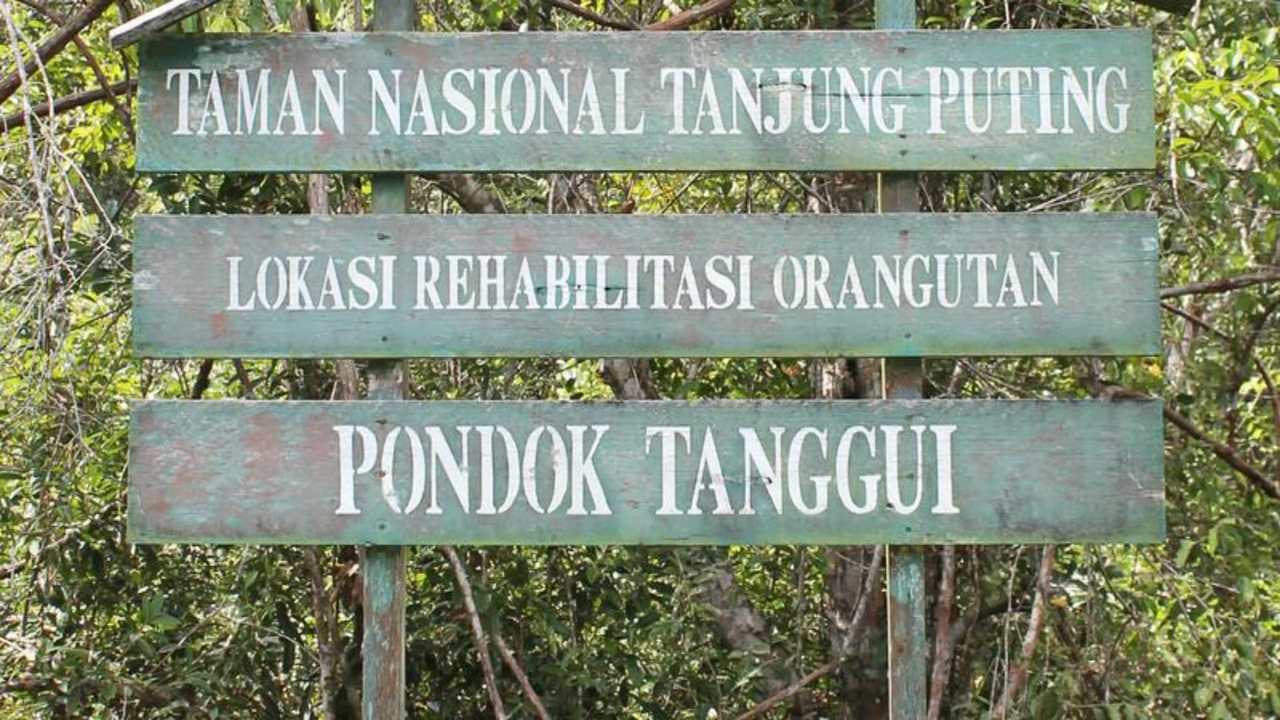 TAMAN NASIONAL TANJUNG PUTING
LOKASI REHABILITASI ORANGUTAN
PONDOK TANGGUI